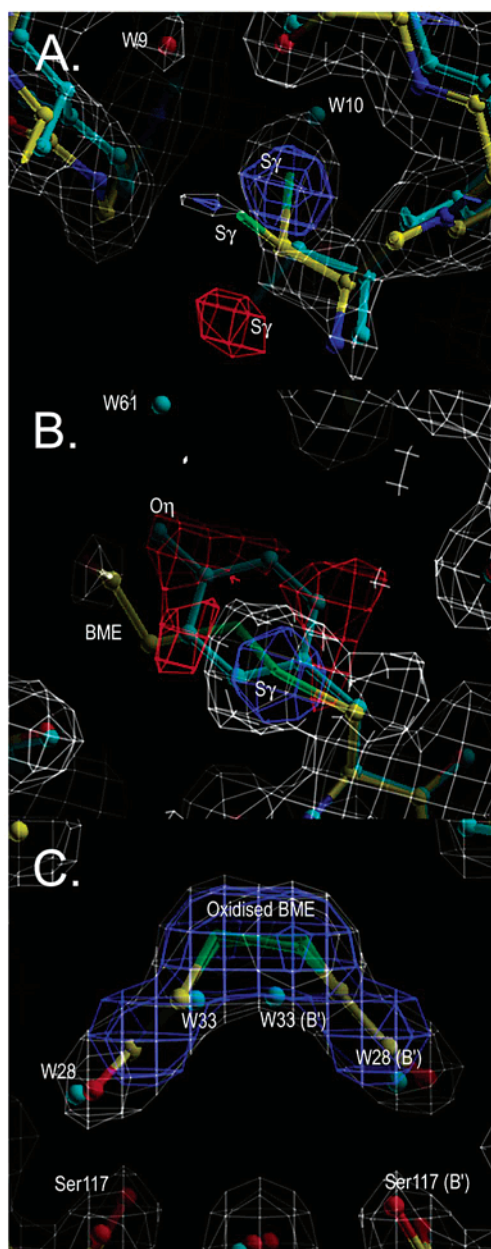 A.
W9
W10
Sγ
Sγ
Sγ
B.
W61
Oη
BME
Sγ
C.
Oxidised BME
W33
W33 (B')
W28 (B')
W28
Ser117
Ser117 (B')